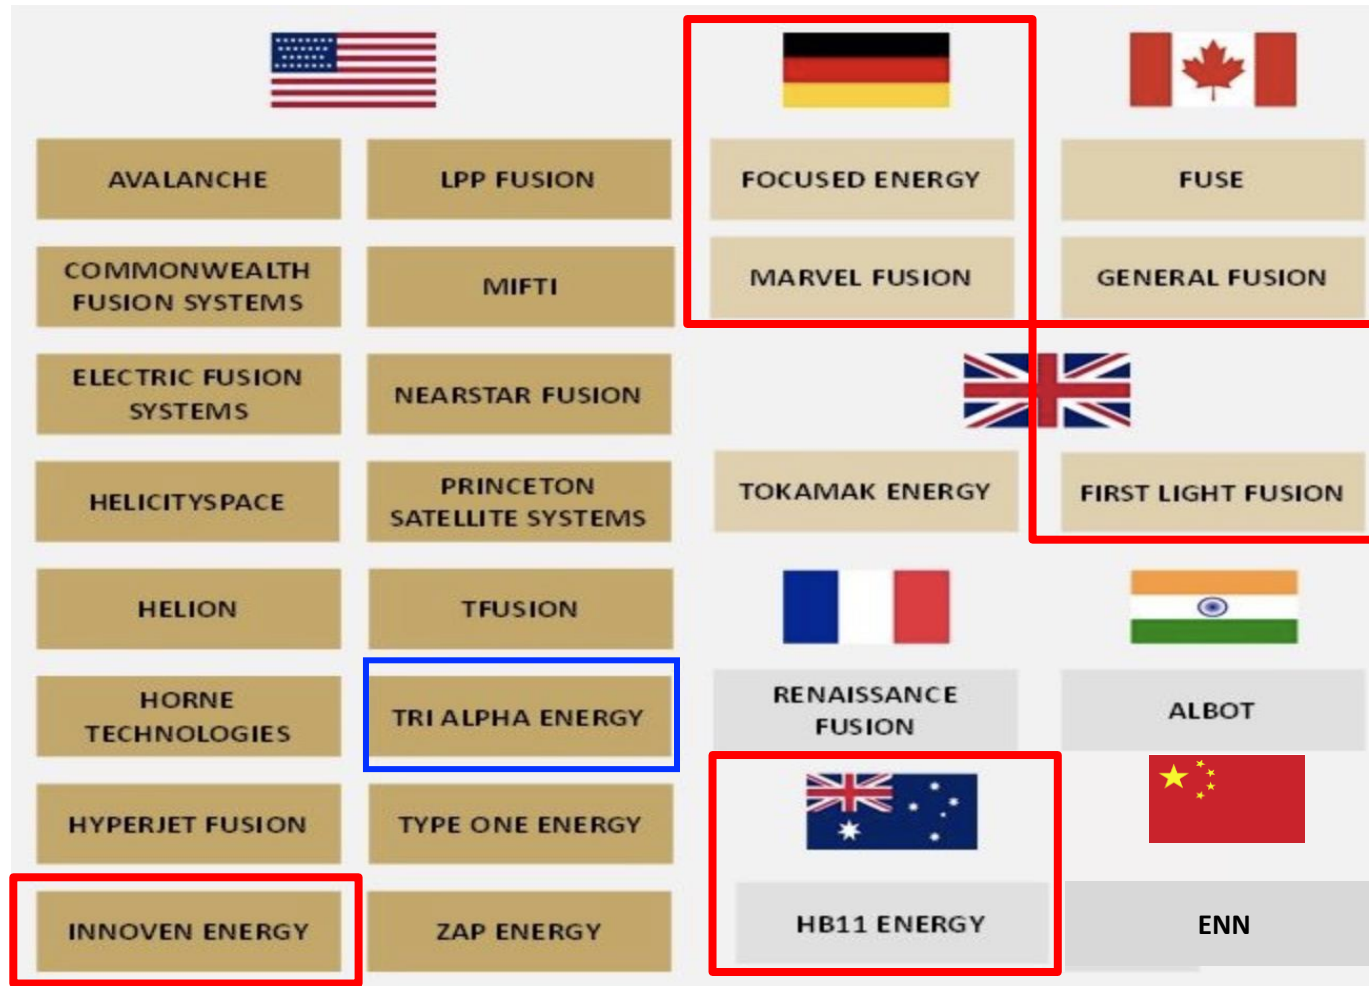 AVALANCHE
LPP FUSION
FOCUSED ENERGY
FUSE
COMMONWEALTH
FUSION SYSTEMS
MIFTI
MARVEL FUSION
GENERAL FUSION
ELECTRIC FUSION
SYSTEMS
NEARSTAR FUSION
HELICITYSPACE
PRINCETON
SATELLITE SYSTEMS
TOKAMAK ENERGY
FIRST LIGHT FUSION
HELION
TFUSION
HORNE
TECHNOLOGIES
TRI ALPHA ENERGY
RENAISSANCE
FUSION
ALBOT
HYPERJET FUSION
TYPE ONE ENERGY
INNOVEN ENERGY
ZAP ENERGY
HB11 ENERGY
ENN